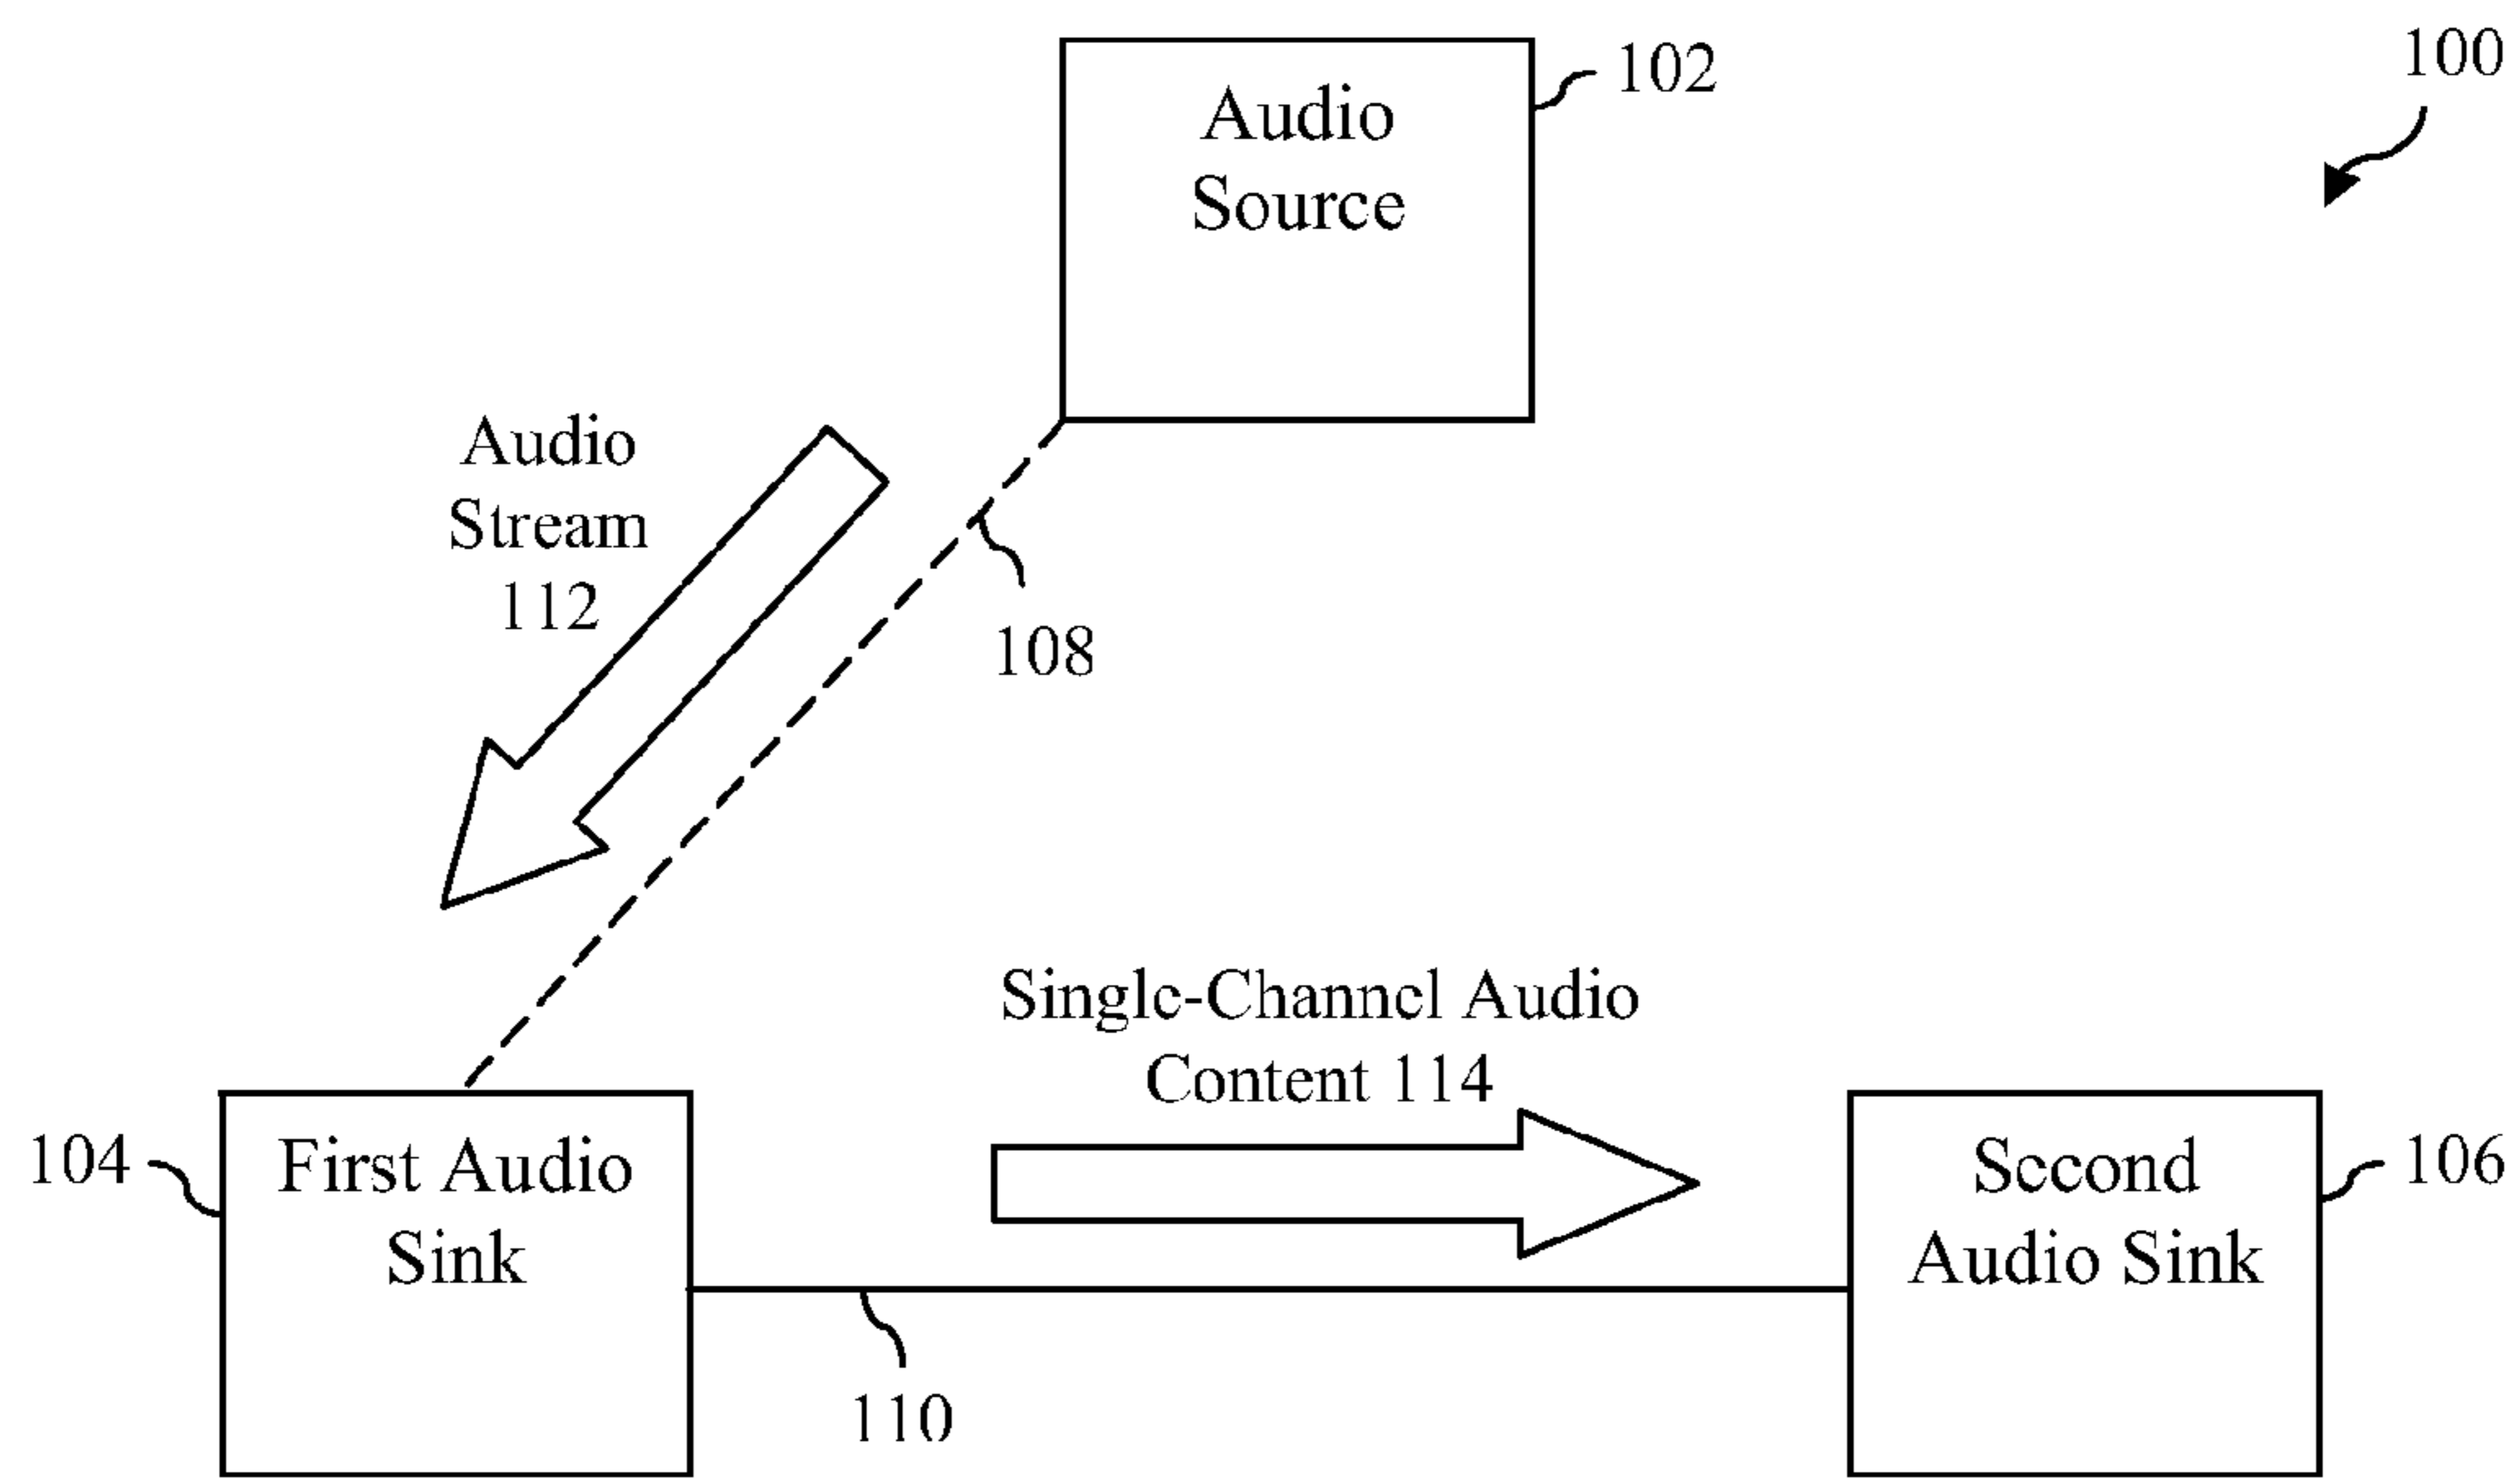 100
102
Audio
Source
Audio
Stream
112
108
Single-Channel Audio
Content 114
104
First Audio
Sink
Second
Audio Sink
106
110